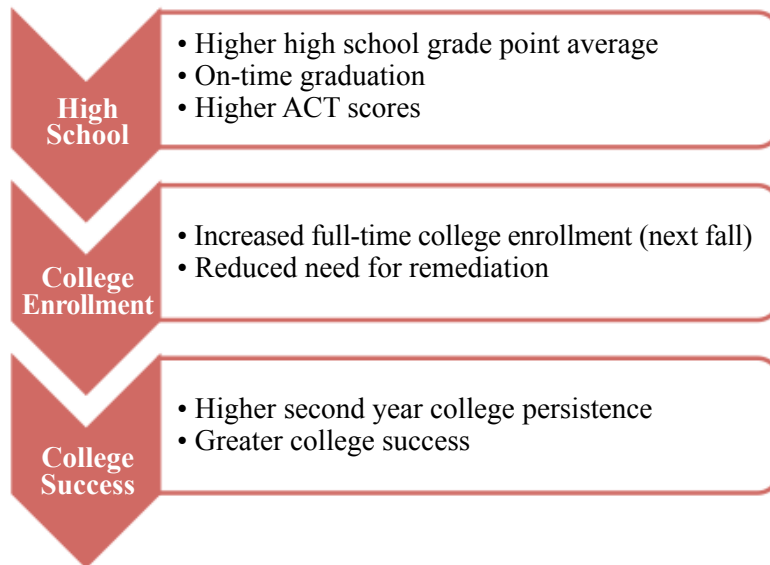 High
School
• Higher high school grade point average
• On-time graduation
• Higher ACT scores
College
Enrollment
• Increased full-time college enrollment (next fall)
• Reduced need for remediation
College
Success
• Higher second year college persistence
• Greater college success